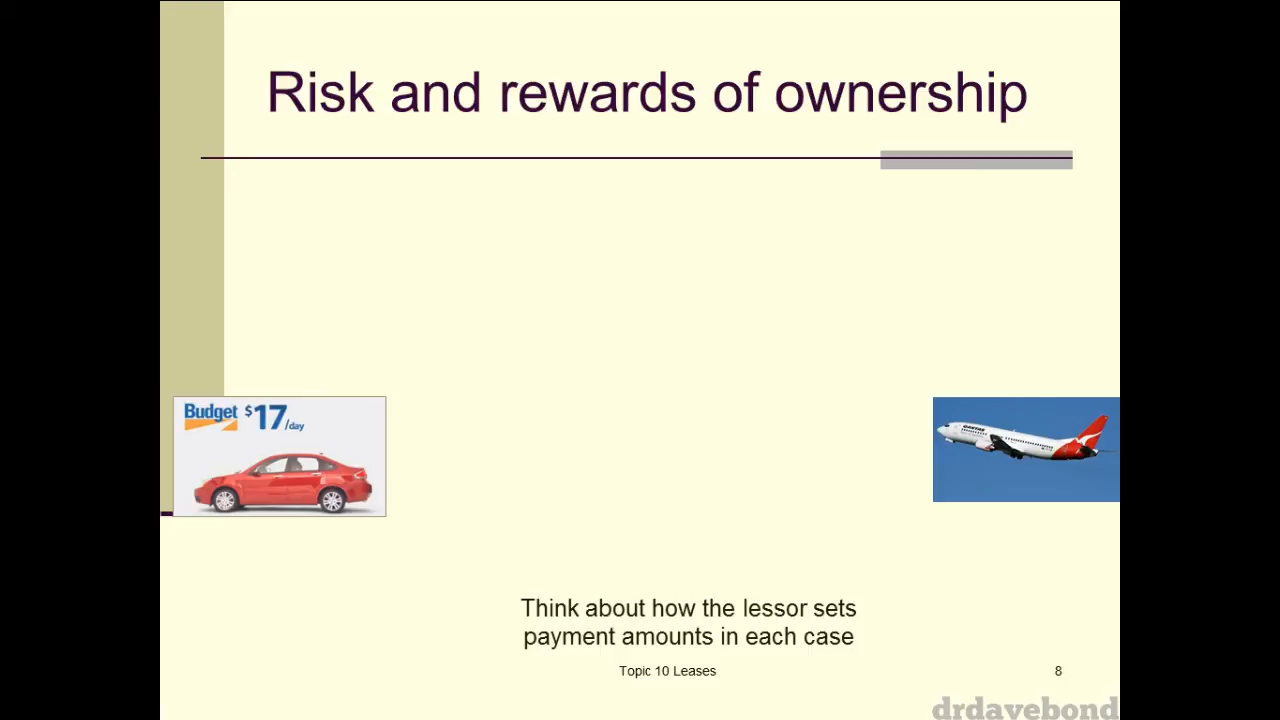 Risk and rewards of ownership
Budget $17/day
QANTAS
Think about how the lessor sets
payment amounts in each case
Topic 10 Leases
8
drdavebond